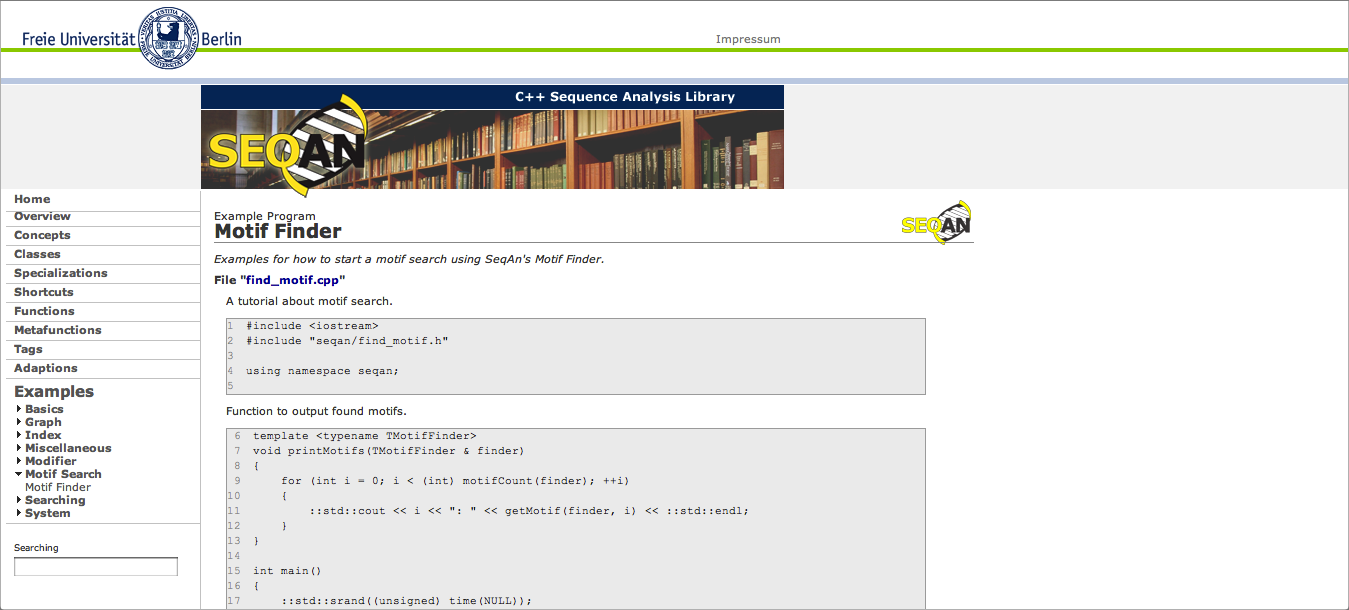 Freie Universität Berlin
Impressum
C++ Sequence Analysis Library
SEQAN
Home
Overview
Concepts
Classes
Specializations
Shortcuts
Functions
Metafunctions
Tags
Adaptions
Examples
Basics
Graph
Index
Miscellaneous
Modifier
Motif Search
Motif Finder
Searching
System
Searching
Example Program
Motif Finder
SEQAN
Examples for how to start a motif search using SeqAn's Motif Finder.
File "find_motif.cpp"
A tutorial about motif search.
1 #include <iostream>
2 #include "seqan/find_motif.h"
3
4 using namespace seqan;
5
Function to output found motifs.
6 template <typename TMotifFinder>
7 void printMotifs(TMotifFinder & finder)
8 {
9     for (int i = 0; i < (int) motifCount(finder); ++i)
10     {
11         ::std::cout << i << ": " << getMotif(finder, i) << ::std::endl;
12     }
13 }
14
15 int main()
16 {
17     ::std::srand((unsigned) time(NULL));